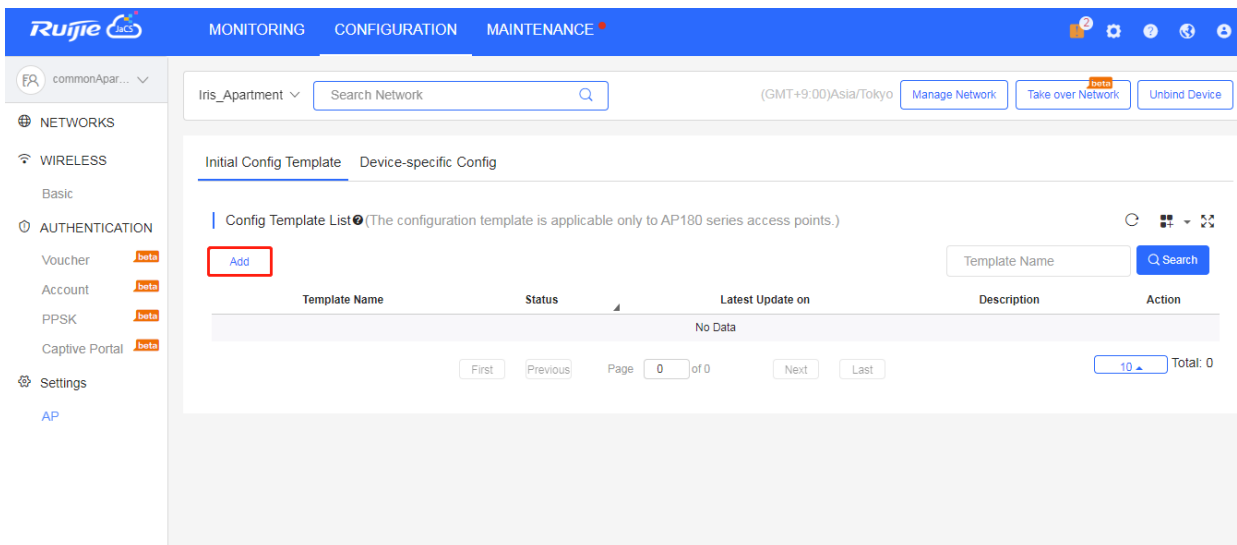 Ruijie JaCS MONITORING CONFIGURATION MAINTENANCE 2
FR commonApar...
Iris_Apartment Search Network (GMT+9:00)Asia/Tokyo Manage Network Take over Network beta Unbind Device
NETWORKS
WIRELESS
Basic
AUTHENTICATION
Voucher beta
Account beta
PPSK beta
Captive Portal beta
Settings
AP
Initial Config Template Device-specific Config
Config Template List (The configuration template is applicable only to AP180 series access points.)
Add Template Name Search
Template Name Status Latest Update on Description Action
No Data
First Previous Page 0 of 0 Next Last 10 Total: 0